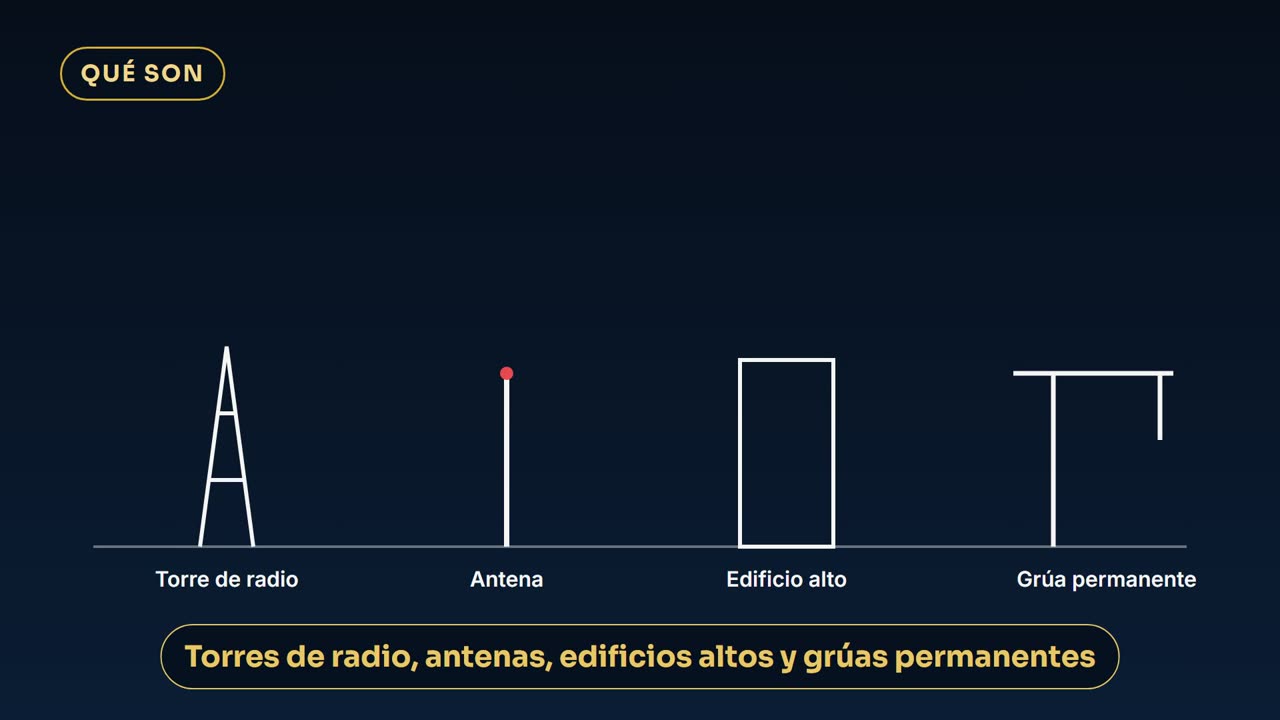 QUÉ SON
Torre de radio
Antena
Edificio alto
Grúa permanente
Torres de radio, antenas, edificios altos y grúas permanentes